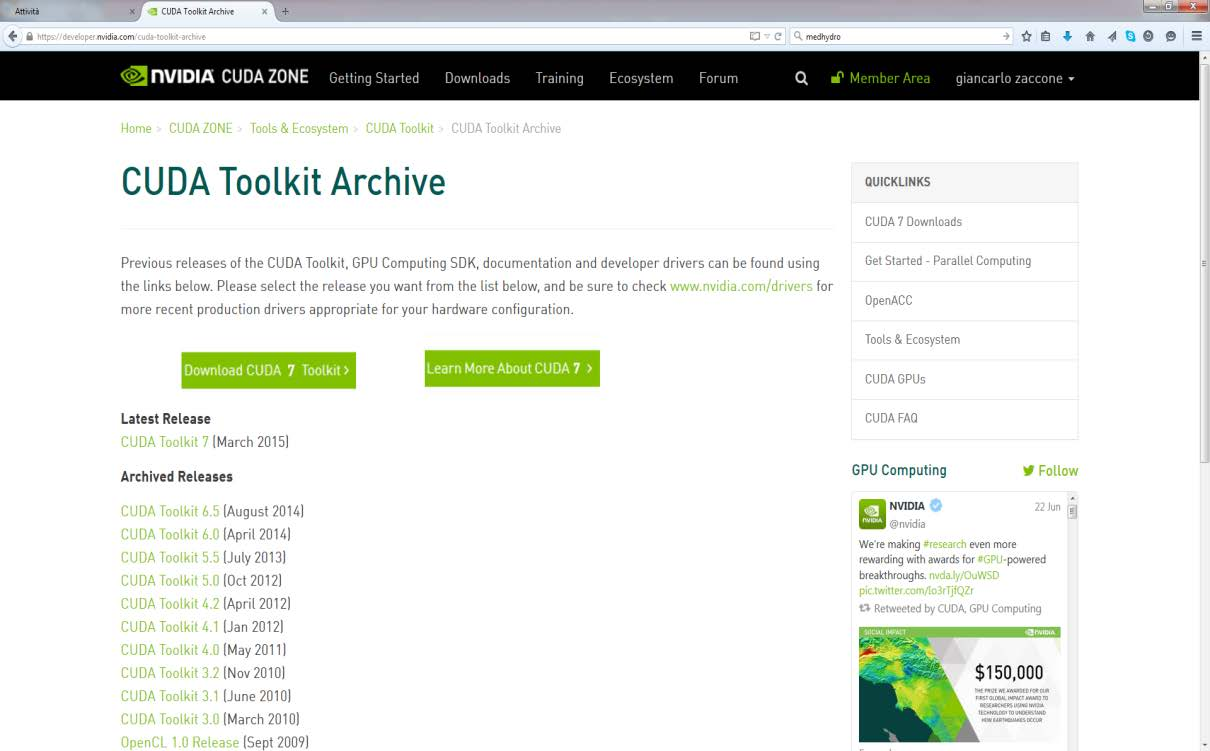 Attività
CUDA Toolkit Archive
https://developer.nvidia.com/cuda-toolkit-archive
medhydro
NVIDIA CUDA ZONE
Getting Started
Downloads
Training
Ecosystem
Forum
Member Area
giancarlo zaccone
Home > CUDA ZONE > Tools & Ecosystem > CUDA Toolkit > CUDA Toolkit Archive
CUDA Toolkit Archive
Previous releases of the CUDA Toolkit, GPU Computing SDK, documentation and developer drivers can be found using
the links below. Please select the release you want from the list below, and be sure to check www.nvidia.com/drivers for
more recent production drivers appropriate for your hardware configuration.
Download CUDA 7 Toolkit >
Learn More About CUDA 7 >
Latest Release
CUDA Toolkit 7 (March 2015)
Archived Releases
CUDA Toolkit 6.5 (August 2014)
CUDA Toolkit 6.0 (April 2014)
CUDA Toolkit 5.5 (July 2013)
CUDA Toolkit 5.0 (Oct 2012)
CUDA Toolkit 4.2 (April 2012)
CUDA Toolkit 4.1 (Jan 2012)
CUDA Toolkit 4.0 (May 2011)
CUDA Toolkit 3.2 (Nov 2010)
CUDA Toolkit 3.1 (June 2010)
CUDA Toolkit 3.0 (March 2010)
OpenCL 1.0 Release (Sept 2009)
QUICKLINKS
CUDA 7 Downloads
Get Started - Parallel Computing
OpenACC
Tools & Ecosystem
CUDA GPUs
CUDA FAQ
GPU Computing
Follow
NVIDIA
22 Jun
@nvidia
We're making #research even more
rewarding with awards for #GPU-powered
breakthroughs. nvda.ly/OuWSD
pic.twitter.com/Io3rTjfQZr
Retweeted by CUDA, GPU Computing
SOCIAL IMPACT
NVIDIA
$150,000
THE PRIZE WE AWARDED FOR OUR
FIRST GLOBAL IMPACT AWARD TO
RESEARCHERS USING NVIDIA
TECHNOLOGY TO UNDERSTAND
HOW EARTHQUAKES OCCUR